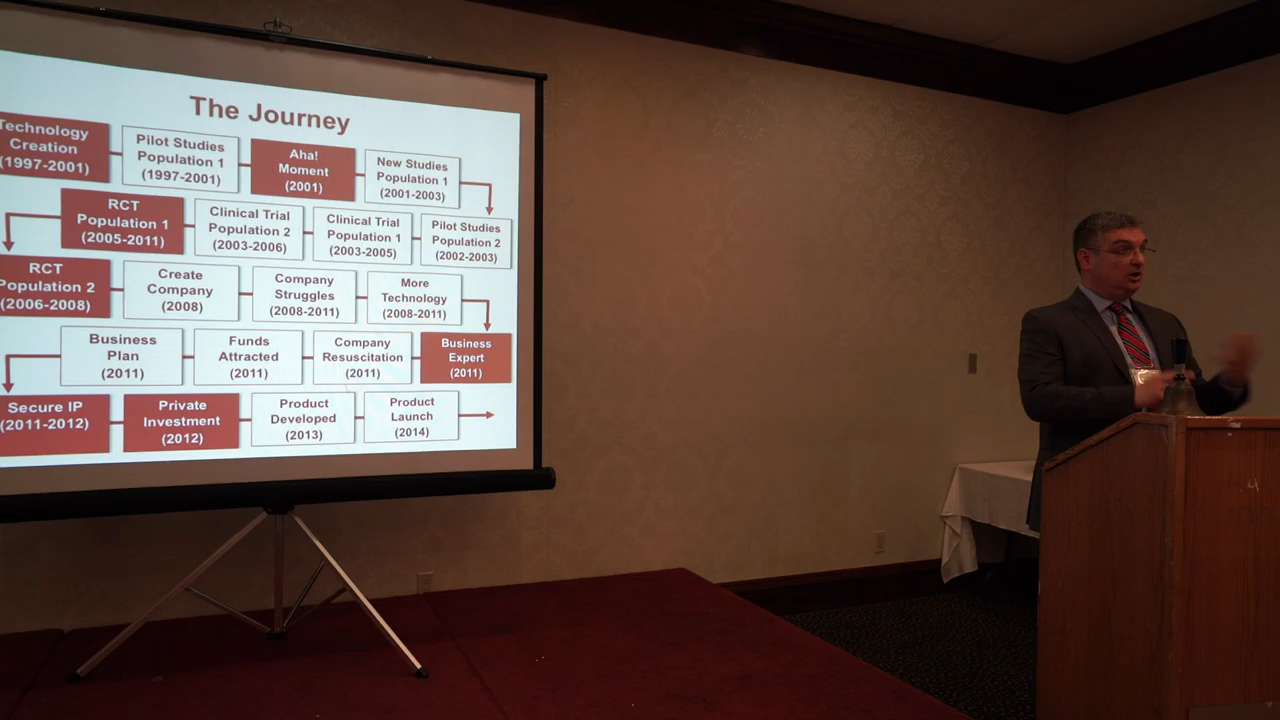 The Journey
Technology
Creation
(1997-2001)
Pilot Studies
Population 1
(1997-2001)
Aha!
Moment
(2001)
New Studies
Population 1
(2001-2003)
RCT
Population 1
(2005-2011)
Clinical Trial
Population 2
(2003-2006)
Clinical Trial
Population 1
(2003-2005)
Pilot Studies
Population 2
(2002-2003)
RCT
Population 2
(2006-2008)
Create
Company
(2008)
Company
Struggles
(2008-2011)
More
Technology
(2008-2011)
Business
Plan
(2011)
Funds
Attracted
(2011)
Company
Resuscitation
(2011)
Business
Expert
(2011)
Secure IP
(2011-2012)
Private
Investment
(2012)
Product
Developed
(2013)
Product
Launch
(2014)